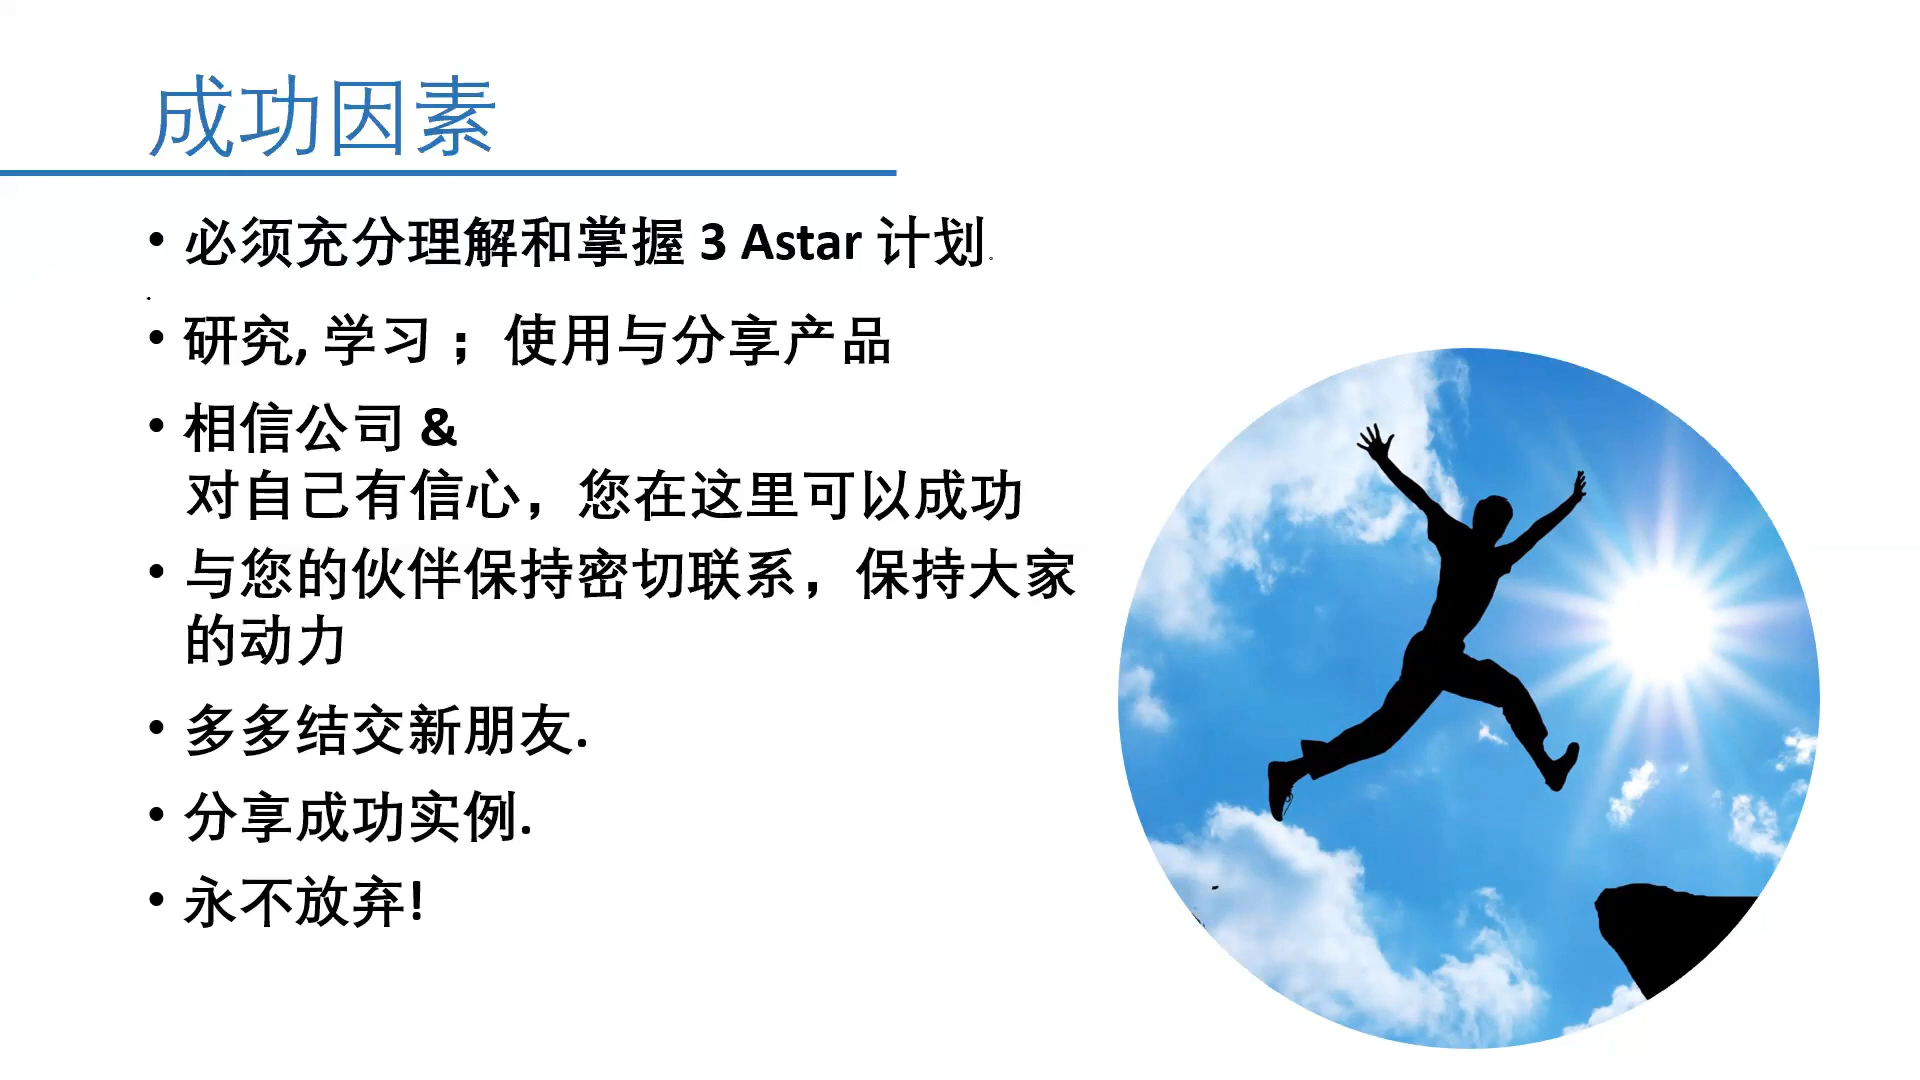 成功因素
• 必须充分理解和掌握 3 Astar 计划.
•
• 研究, 学习 ；使用与分享产品
• 相信公司 &
对自己有信心，您在这里可以成功
• 与您的伙伴保持密切联系，保持大家
的动力
• 多多结交新朋友.
• 分享成功实例.
• 永不放弃!